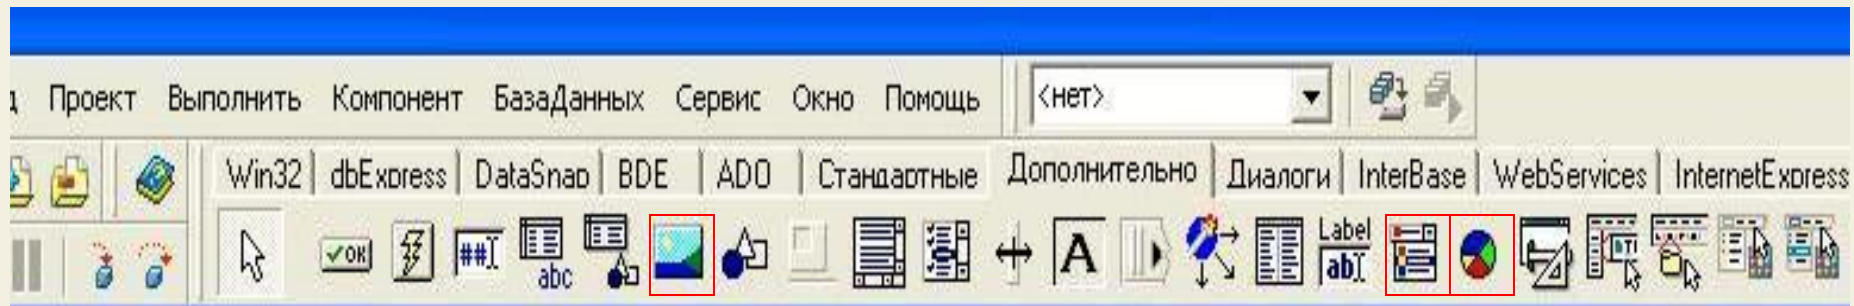 Проект Выполнить Компонент БазаДанных Сервис Окно Помощь <нет>
Win32 dbExpress DataSnap BDE ADO Стандартные Дополнительно Диалоги InterBase WebServices InternetExpress
OK ##I abc A Label abI